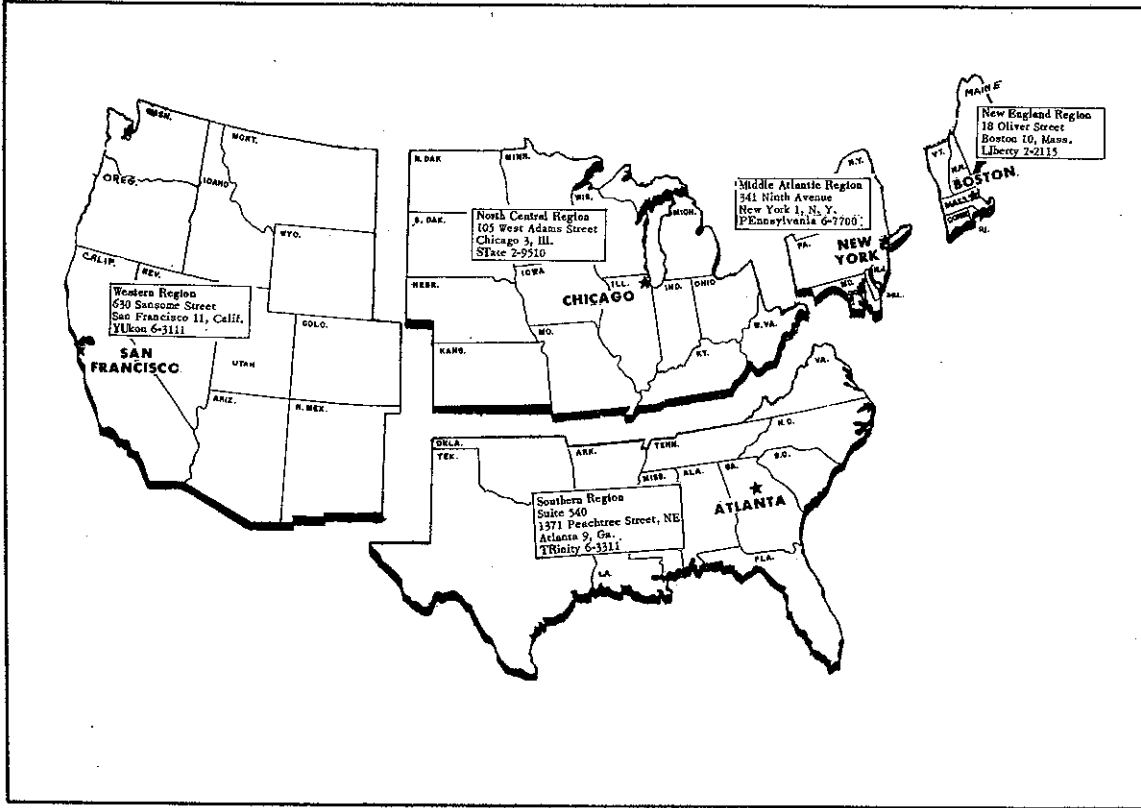 WASH.
MONT.
OREG.
IDAHO
WYO.
CALIF.
NEV.
Western Region
630 Sansome Street
San Francisco 11, Calif.
YUkon 6-3111
SAN
FRANCISCO
UTAH
COLO.
ARIZ.
N. MEX.
N. DAK
MINN.
S. DAK.
WIS.
MICH.
North Central Region
105 West Adams Street
Chicago 3, Ill.
STate 2-9510
IOWA
NEBR.
ILL.
CHICAGO
IND.
OHIO
MO.
KANS.
KY.
W. VA.
MAINE
New England Region
18 Oliver Street
Boston 10, Mass.
LIberty 2-2115
VT.
N.H.
BOSTON
MASS.
CONN.
RI.
N.Y.
Middle Atlantic Region
341 Ninth Avenue
New York 1, N. Y.
PEnnsylvania 6-7700
PA.
NEW
YORK
N.J.
MD.
DEL.
VA.
OKLA.
TEX.
ARK.
TENN.
N.C.
MISS.
ALA.
GA.
S.C.
ATLANTA
Southern Region
Suite 540
1371 Peachtree Street, NE
Atlanta 9, Ga.
TRinity 6-3311
LA.
FLA.